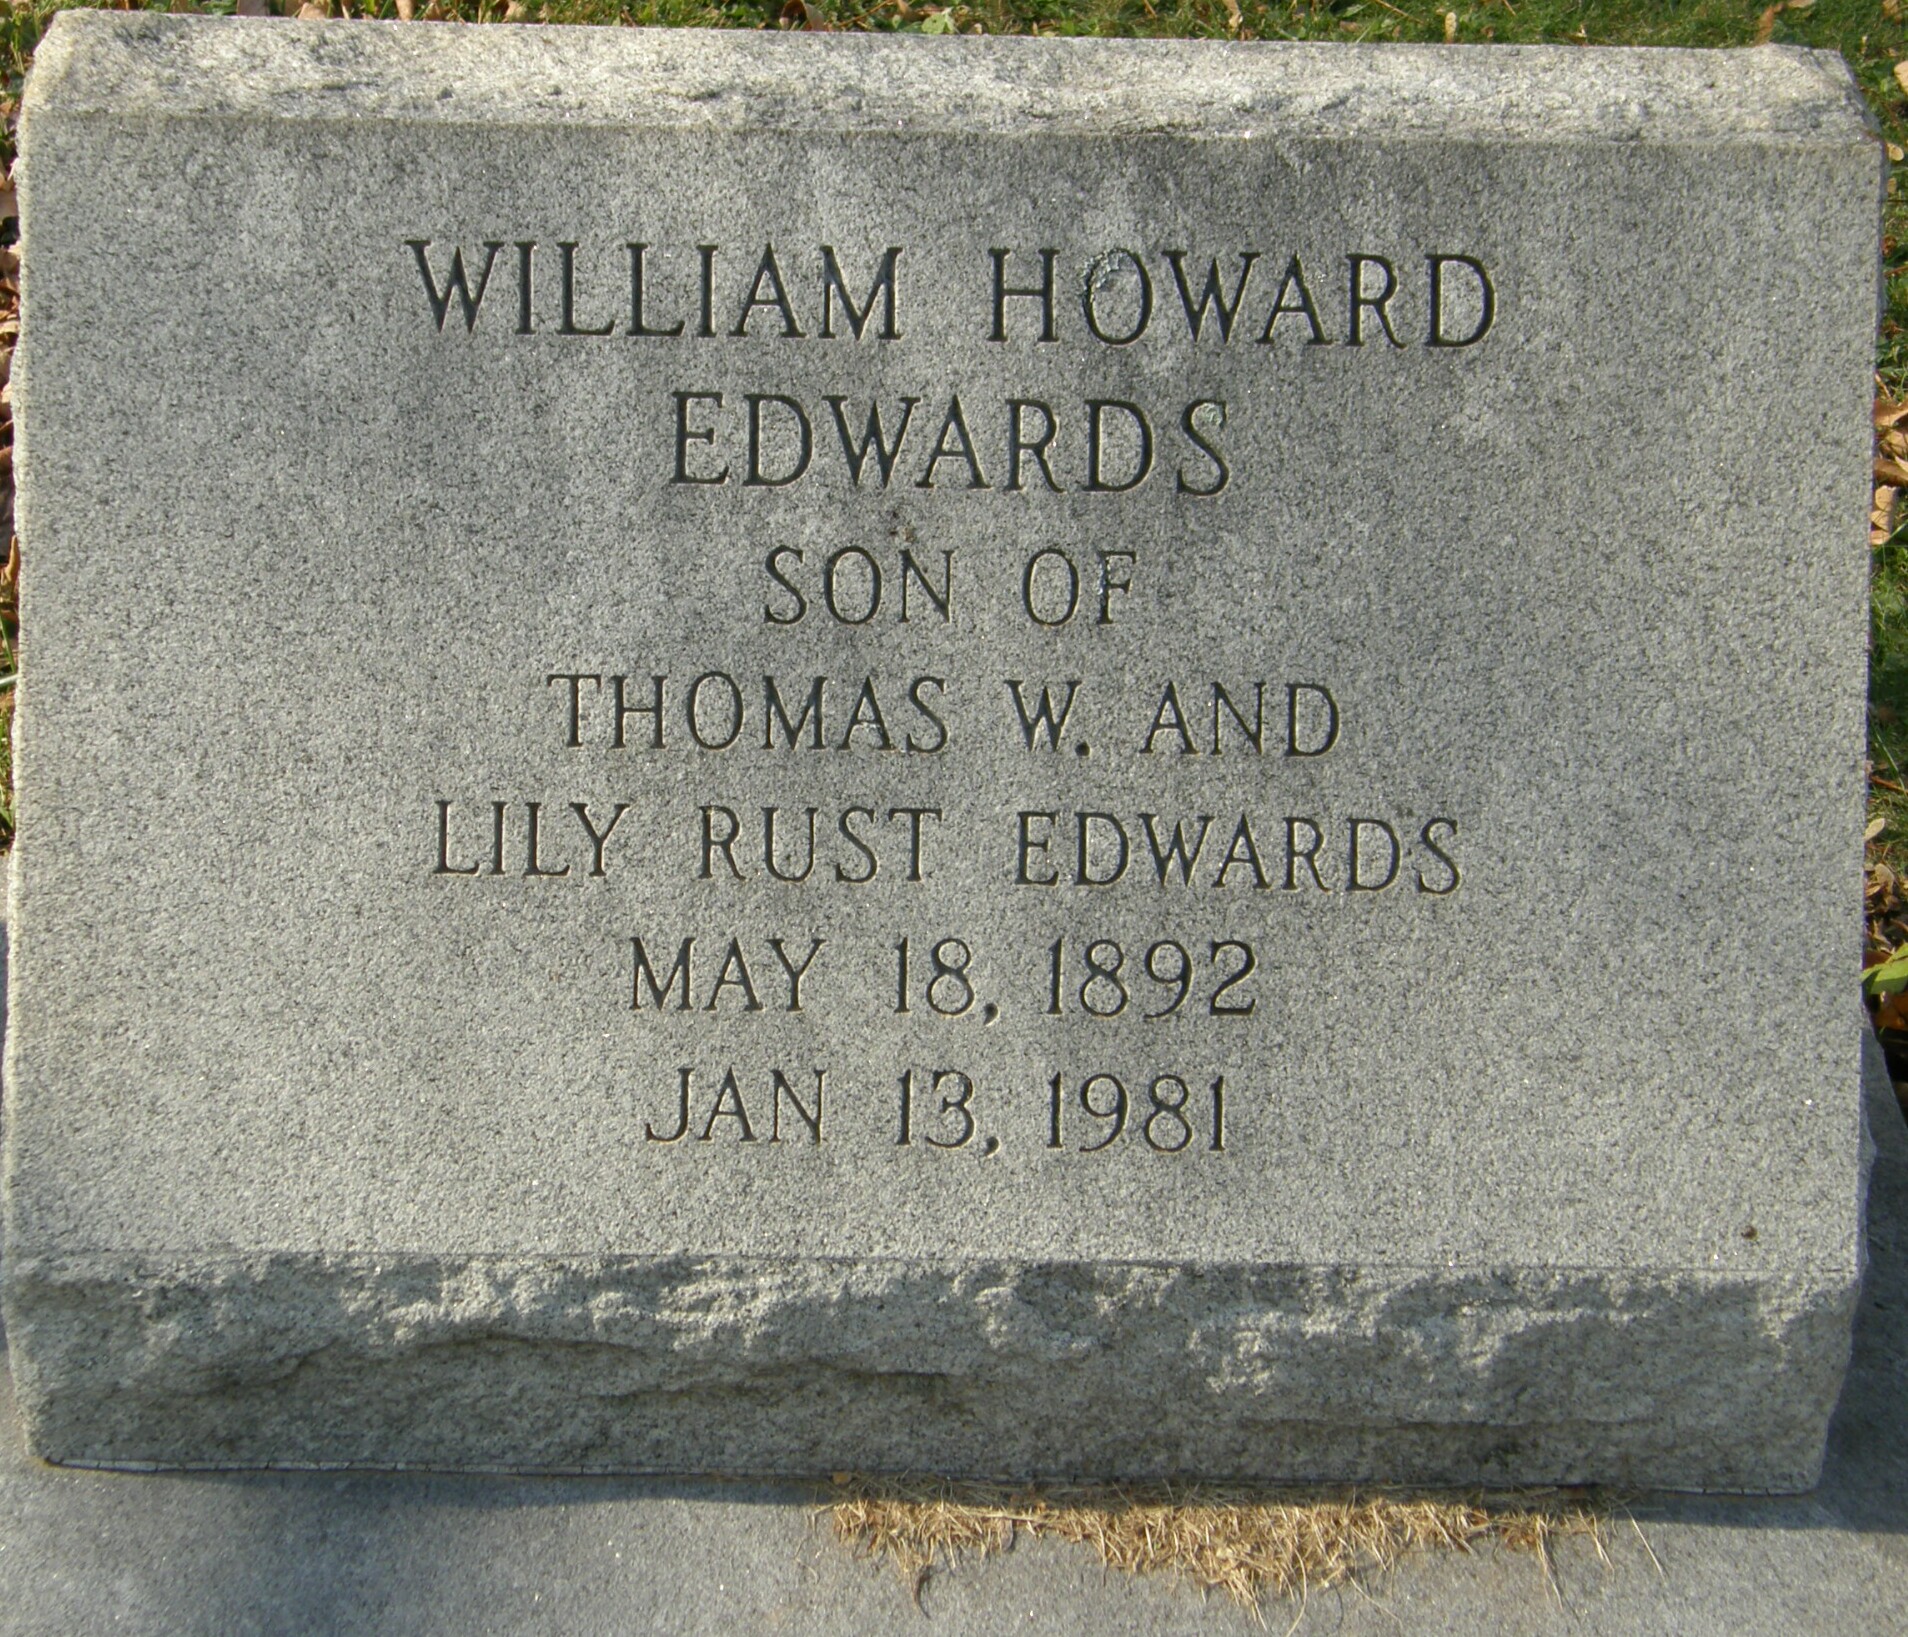 WILLIAM HOWARD
EDWARDS
SON OF
THOMAS W. AND
LILY RUST EDWARDS
MAY 18, 1892
JAN 13, 1981